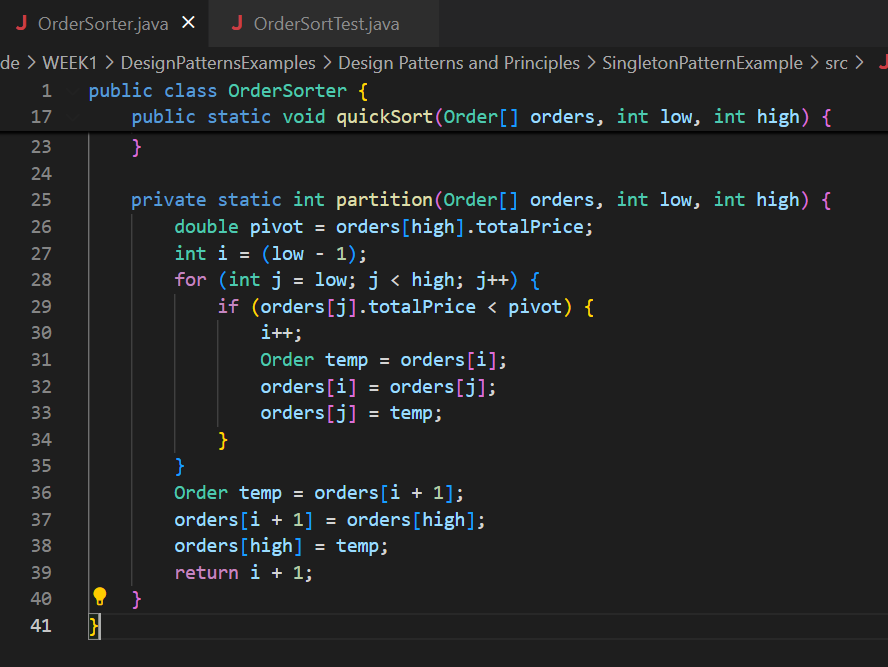 J OrderSorter.java × J OrderSortTest.java
de > WEEK1 > DesignPatternsExamples > Design Patterns and Principles > SingletonPatternExample > src > J
1 public class OrderSorter {
17 public static void quickSort(Order[] orders, int low, int high) {
23 }
24
25 private static int partition(Order[] orders, int low, int high) {
26 double pivot = orders[high].totalPrice;
27 int i = (low - 1);
28 for (int j = low; j < high; j++) {
29 if (orders[j].totalPrice < pivot) {
30 i++;
31 Order temp = orders[i];
32 orders[i] = orders[j];
33 orders[j] = temp;
34 }
35 }
36 Order temp = orders[i + 1];
37 orders[i + 1] = orders[high];
38 orders[high] = temp;
39 return i + 1;
40 }
41 }